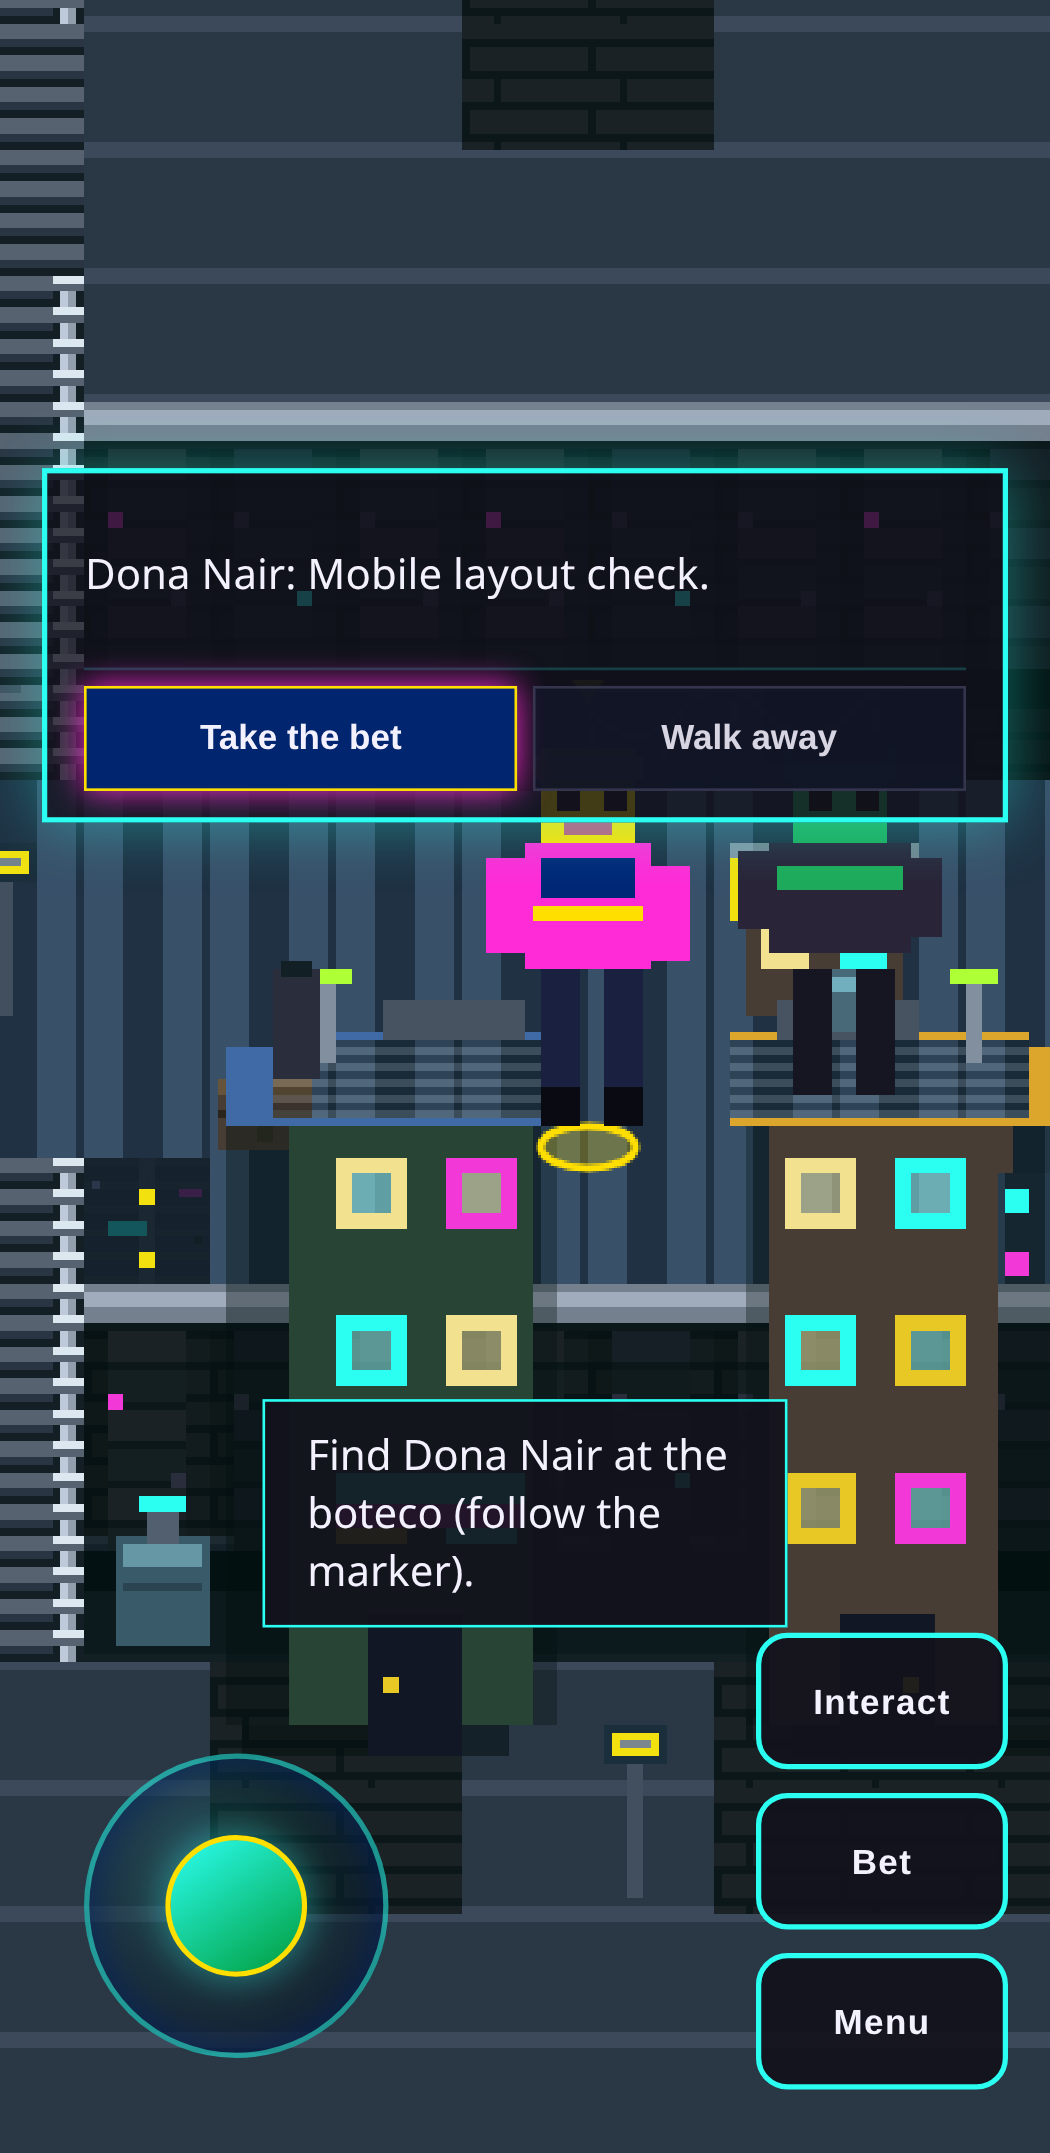 Dona Nair: Mobile layout check.
Take the bet
Walk away
Find Dona Nair at the
boteco (follow the
marker).
Interact
Bet
Menu